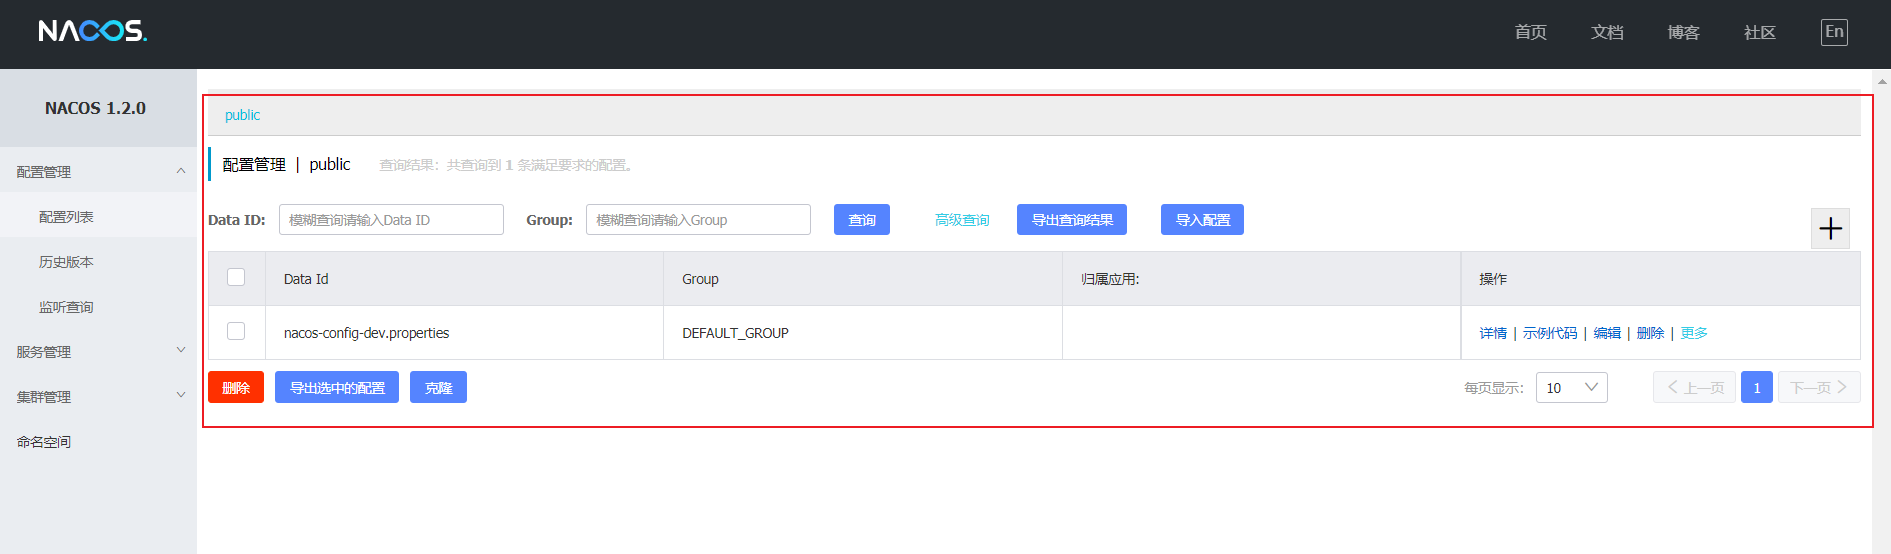 NACOS.
首页 文档 博客 社区 En
NACOS 1.2.0
配置管理
配置列表
历史版本
监听查询
服务管理
集群管理
命名空间
public
配置管理 | public 查询结果：共查询到 1 条满足要求的配置。
Data ID: 模糊查询请输入Data ID Group: 模糊查询请输入Group 查询 高级查询 导出查询结果 导入配置
Data Id Group 归属应用: 操作
nacos-config-dev.properties DEFAULT_GROUP 详情 | 示例代码 | 编辑 | 删除 | 更多
删除 导出选中的配置 克隆 每页显示： 10 上一页 1 下一页